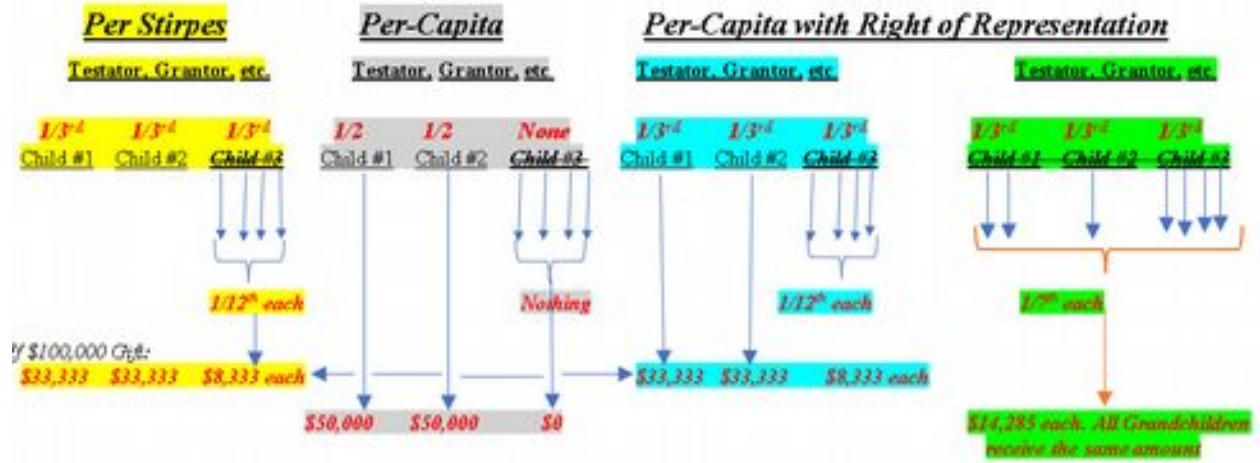 Per Stirpes
Per-Capita
Per-Capita with Right of Representation
Testator, Grantor, etc.
Testator, Grantor, etc.
Testator, Grantor, etc.
Testator, Grantor, etc.
1/3rd 1/3rd 1/3rd
Child #1 Child #2 Child #3
1/2 1/2 None
Child #1 Child #2 Child #3
1/3rd 1/3rd 1/3rd
Child #1 Child #2 Child #3
1/3rd 1/3rd 1/3rd
Child #1 Child #2 Child #3
1/12th each
Nothing
1/12th each
1/7th each
If $100,000 Gift:
$33,333 $33,333 $8,333 each
$33,333 $33,333 $8,333 each
$50,000 $50,000 $0
$14,285 each. All Grandchildren
receive the same amount